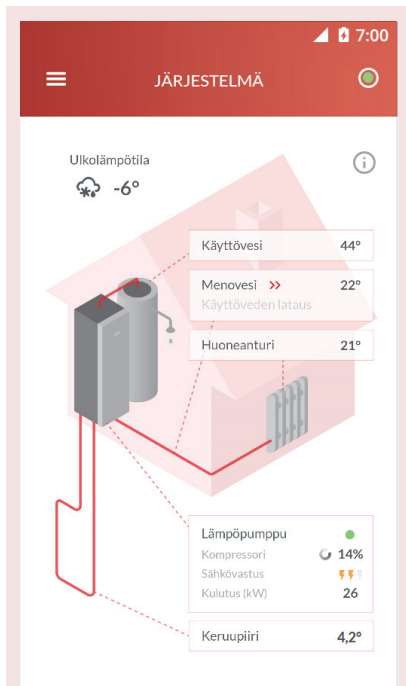 7:00
JÄRJESTELMÄ
Ulkolämpötila
-6°
Käyttövesi 44°
Menovesi >> 22°
Käyttöveden lataus
Huoneanturi 21°
Lämpöpumppu
Kompressori 14%
Sähkövastus
Kulutus (kW) 26
Keruupiiri 4,2°